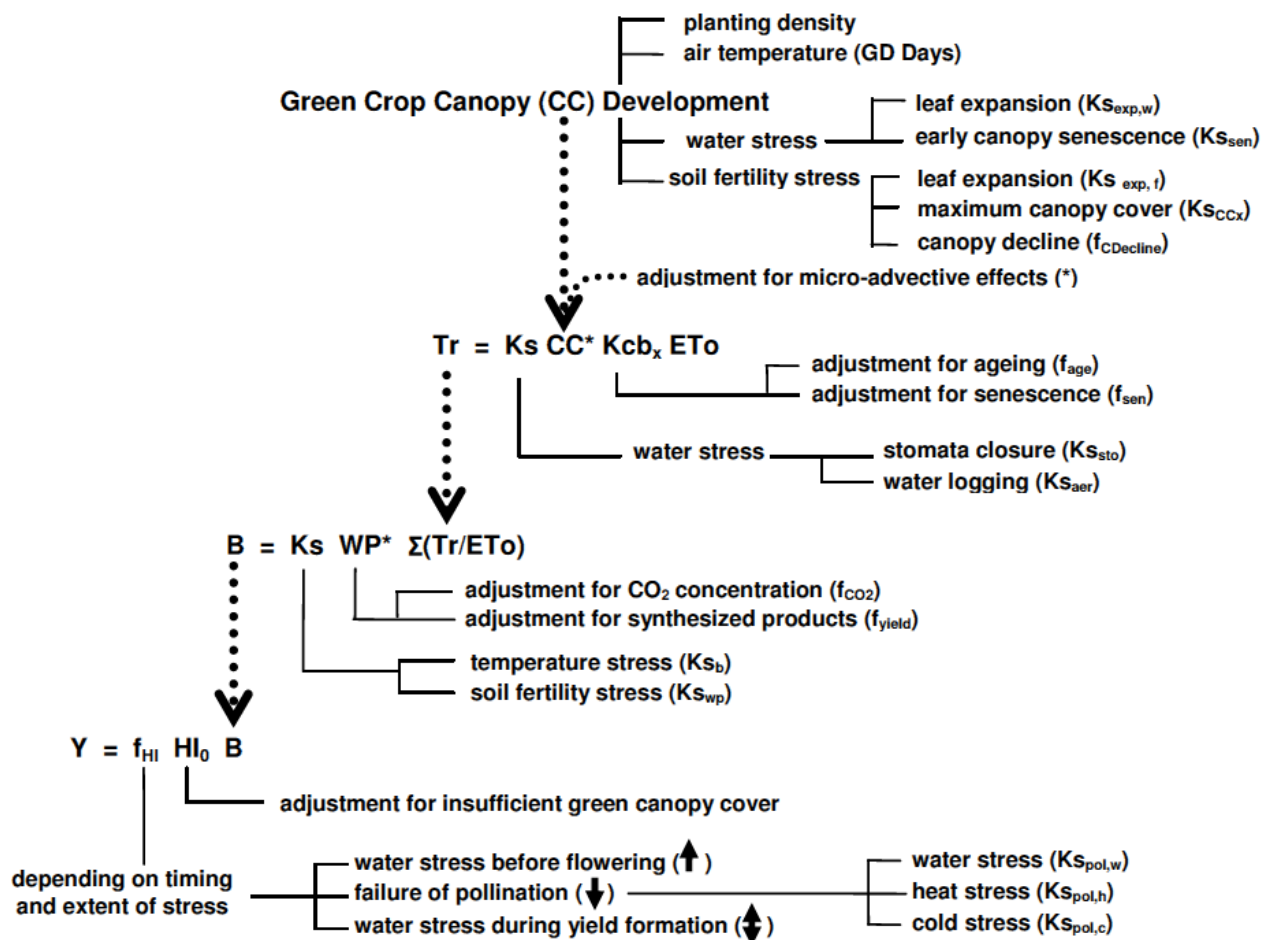 planting density
air temperature (GD Days)
Green Crop Canopy (CC) Development
leaf expansion (Ksexp,w)
water stress
early canopy senescence (Kssen)
soil fertility stress
leaf expansion (Ks exp, f)
maximum canopy cover (KsCCx)
canopy decline (fCDecline)
adjustment for micro-advective effects (*)
Tr = Ks CC* Kcbx ETo
adjustment for ageing (fage)
adjustment for senescence (fsen)
water stress
stomata closure (Kssto)
water logging (Ksaer)
B = Ks WP* Σ(Tr/ETo)
adjustment for CO2 concentration (fCO2)
adjustment for synthesized products (fyield)
temperature stress (Ksb)
soil fertility stress (Kswp)
Y = fHI HI0 B
adjustment for insufficient green canopy cover
depending on timing
and extent of stress
water stress before flowering (⬆)
failure of pollination (⬇)
water stress during yield formation (⬍)
water stress (Kspol,w)
heat stress (Kspol,h)
cold stress (Kspol,c)